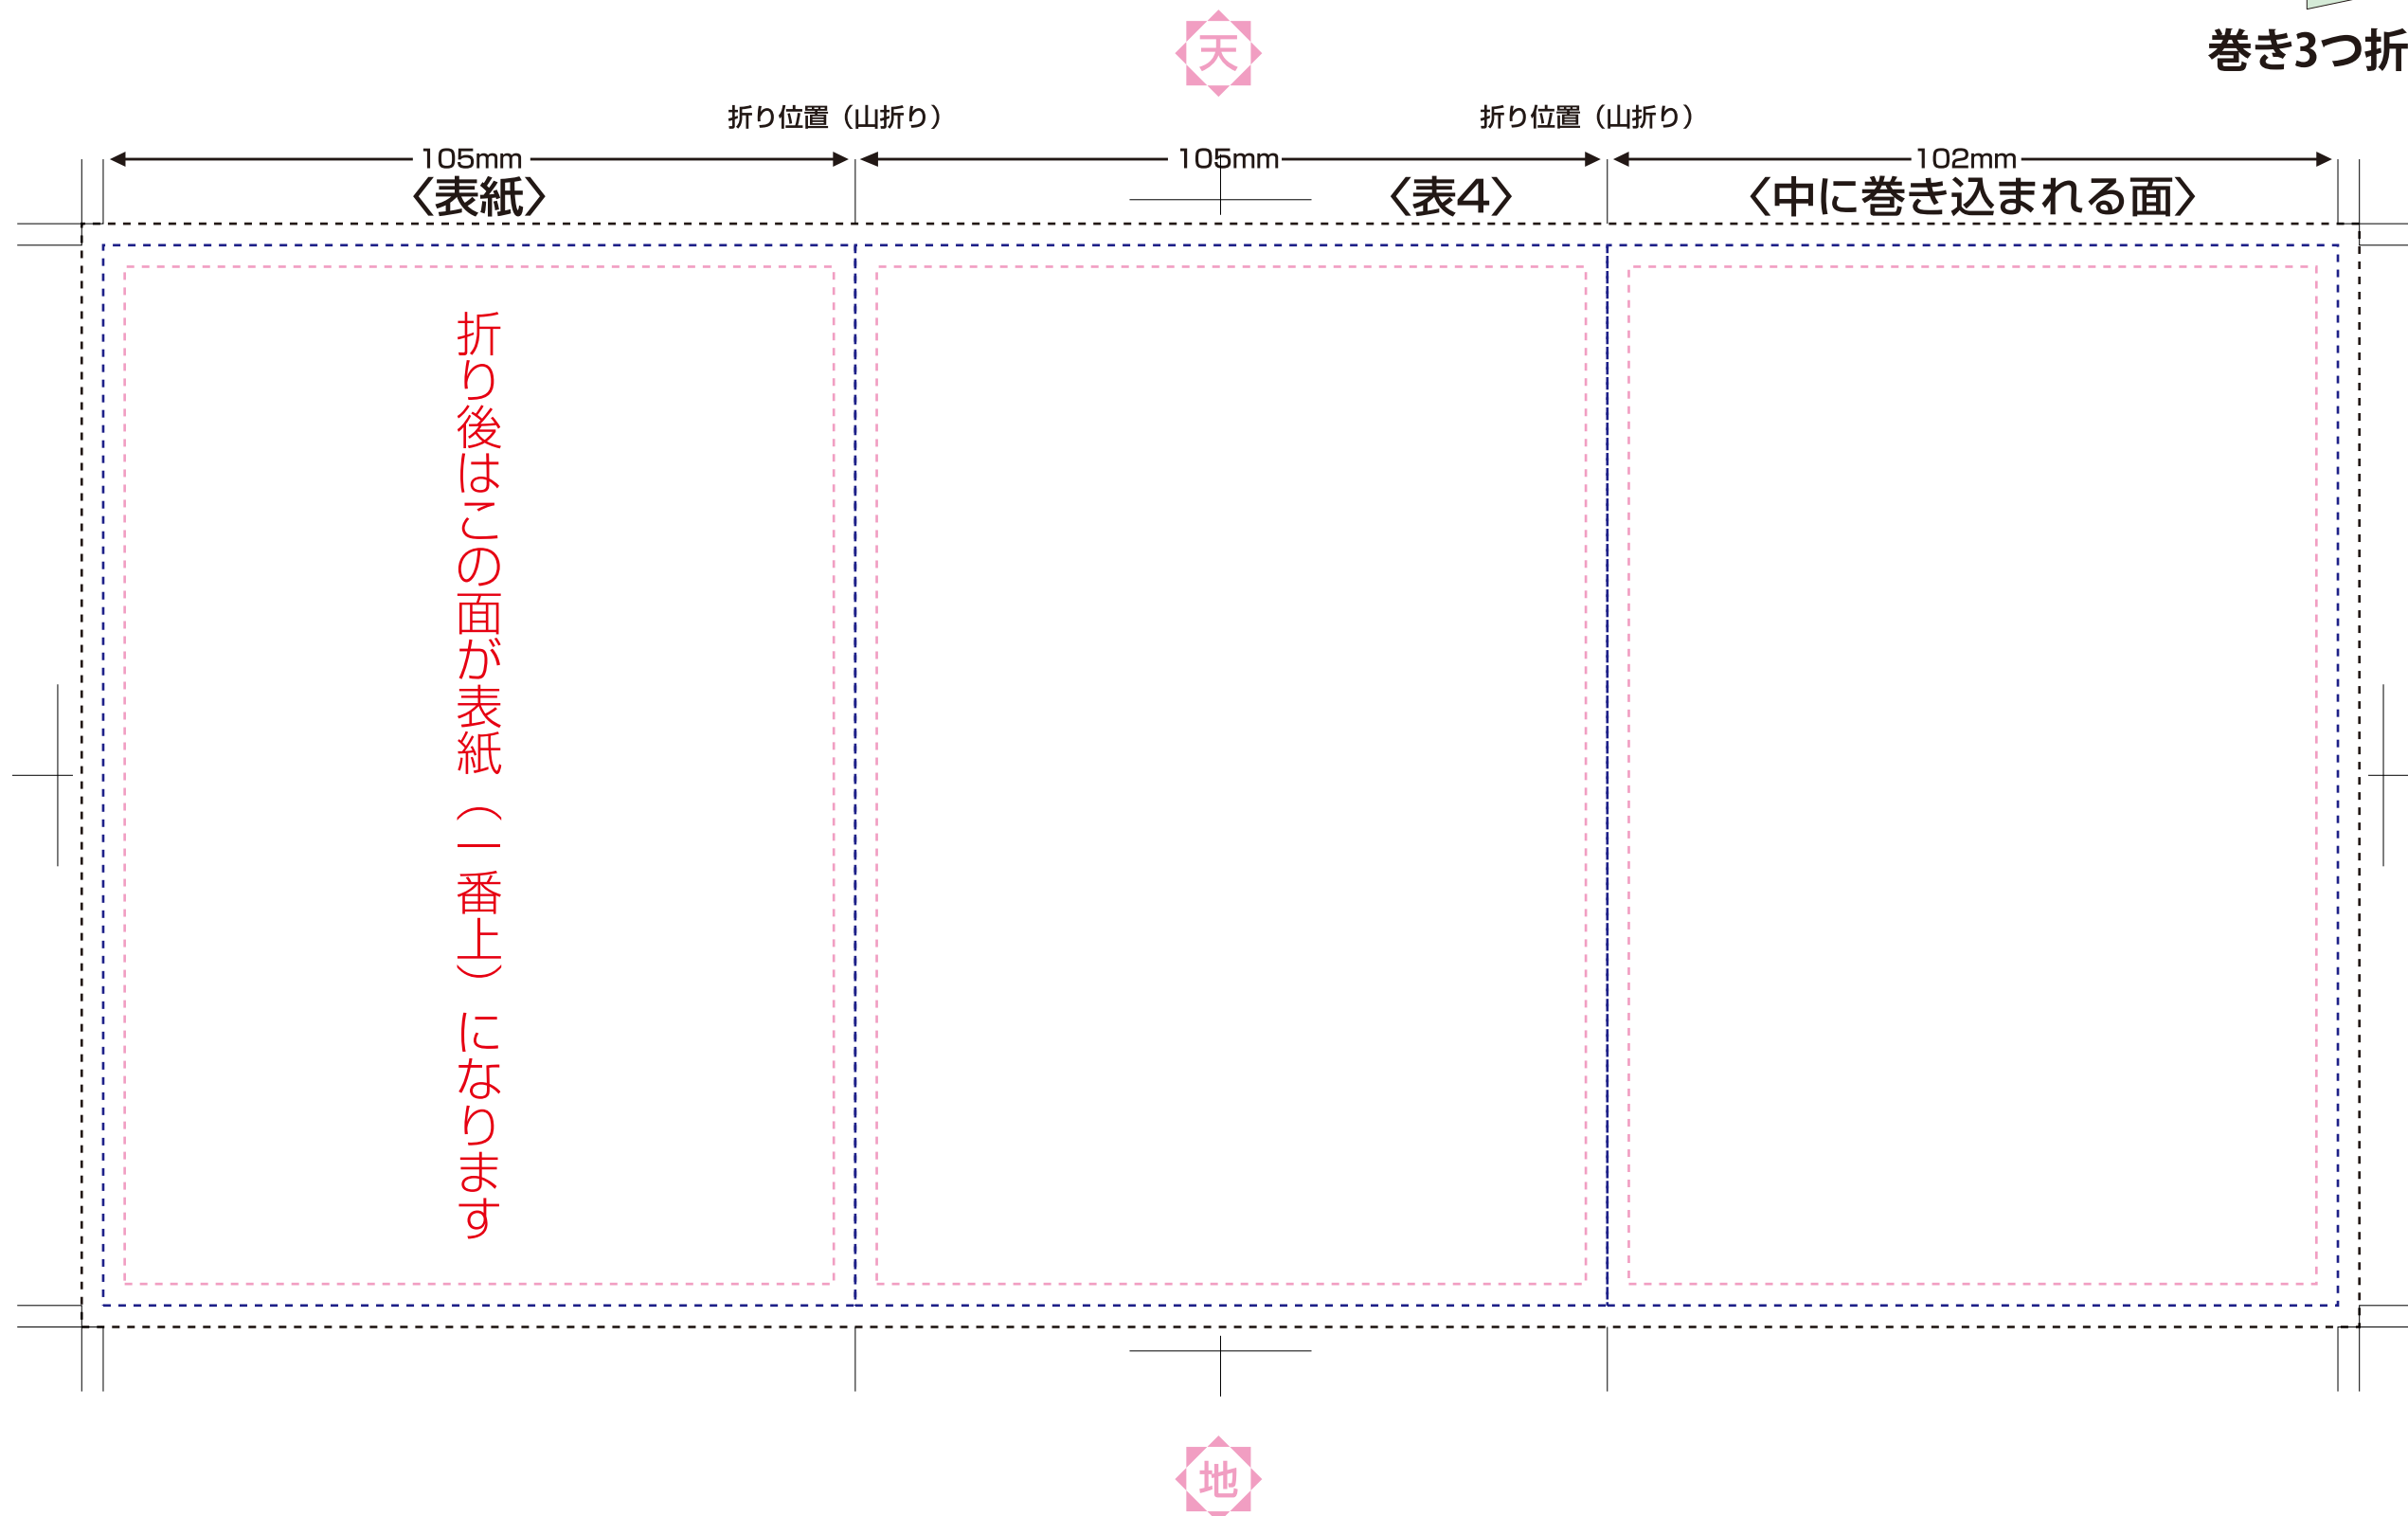 天
巻き3つ折
折り位置（山折り）
折り位置（山折り）
105mm
105mm
102mm
〈表紙〉
〈表4〉
〈中に巻き込まれる面〉
折り後はこの面が表紙（一番上）になります
地